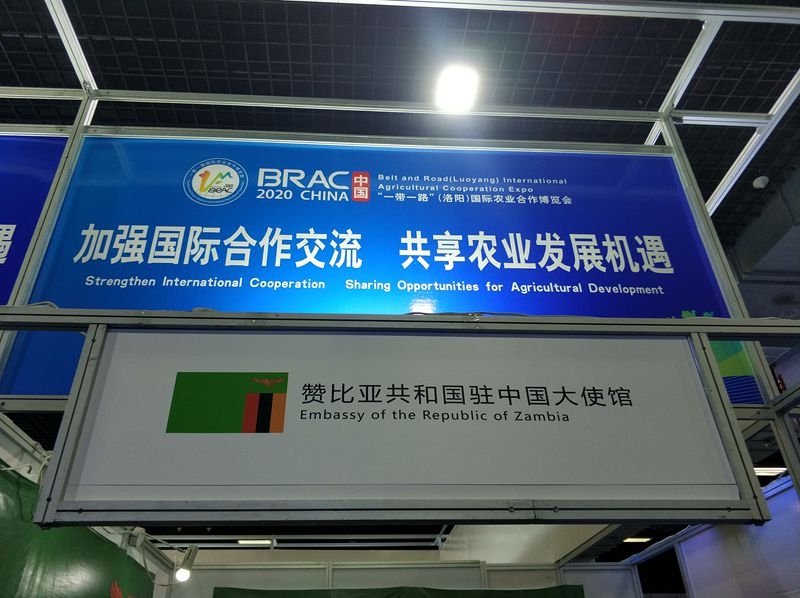 BRAC
BRAC 中国
2020 CHINA
Belt and Road(Luoyang) International
Agricultural Cooperation Expo
“一带一路”(洛阳)国际农业合作博览会
加强国际合作交流 共享农业发展机遇
Strengthen International Cooperation Sharing Opportunities for Agricultural Development
遇
赞比亚共和国驻中国大使馆
Embassy of the Republic of Zambia